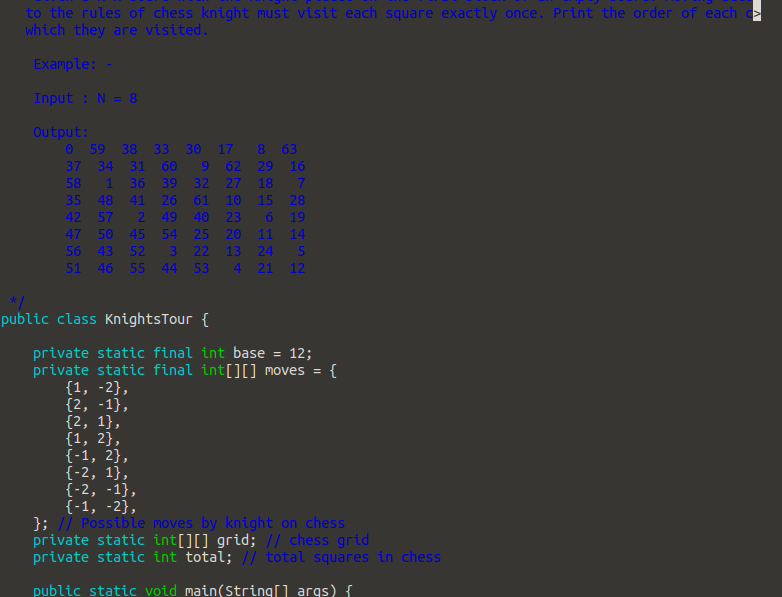 to the rules of chess knight must visit each square exactly once. Print the order of each c>
which they are visited.
Example: -
Input : N = 8
Output:
0  59  38  33  30  17   8  63
37  34  31  60   9  62  29  16
58   1  36  39  32  27  18   7
35  48  41  26  61  10  15  28
42  57   2  49  40  23   6  19
47  50  45  54  25  20  11  14
56  43  52   3  22  13  24   5
51  46  55  44  53   4  21  12
*/
public class KnightsTour {
private static final int base = 12;
private static final int[][] moves = {
{1, -2},
{2, -1},
{2, 1},
{1, 2},
{-1, 2},
{-2, 1},
{-2, -1},
{-1, -2},
}; // Possible moves by knight on chess
private static int[][] grid; // chess grid
private static int total; // total squares in chess
public static void main(String[] args) {